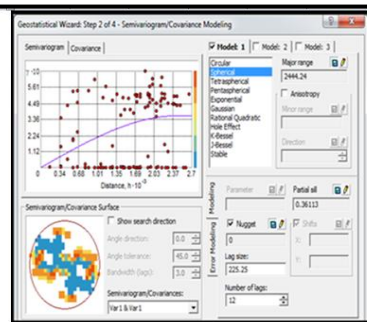 Geostatistical Wizard: Step 2 of 4 - Semivariogram/Covariance Modeling
Semivariogram
Covariance
5.61
4.49
3.36
2.24
1.12
0 0.34 0.68 1.01 1.35 1.69 2.03 2.37 2.7
Distance, h·10⁻³
Semivariogram/Covariance Surface
Show search direction
Angle direction: 0.0
Angle tolerance: 45.0
Bandwidth (lags): 3.0
Semivariogram/Covariances:
Var1 & Var1
Model: 1
Model: 2
Model: 3
Circular
Spherical
Tetraspherical
Pentaspherical
Exponential
Gaussian
Rational Quadratic
Hole Effect
K-Bessel
J-Bessel
Stable
Major range
2444.24
Anisotropy
Minor range
Direction
Modeling
Error Modeling
Parameter
Partial sill
0.36113
Nugget
0
Shifts
X:
Y:
Lag size:
225.25
Number of lags:
12